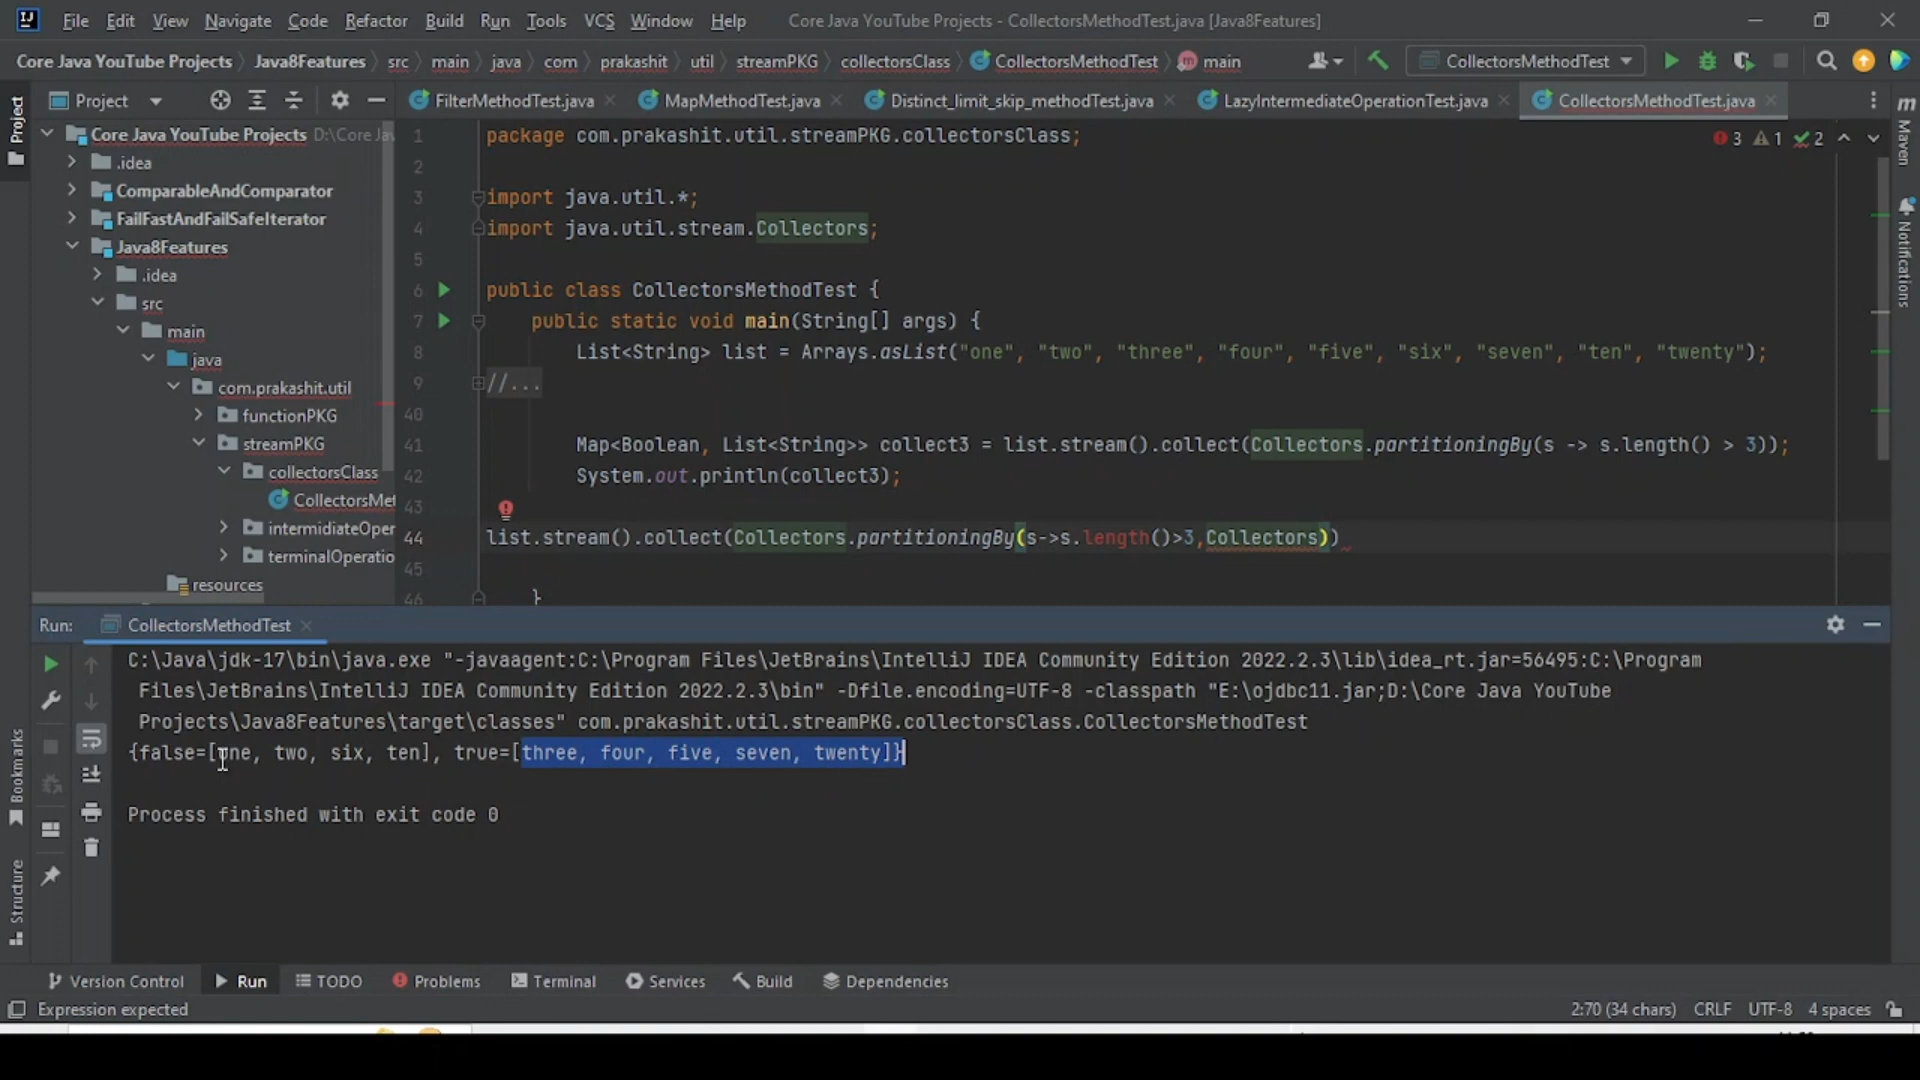 File Edit View Navigate Code Refactor Build Run Tools VCS Window Help Core Java YouTube Projects - CollectorsMethodTest.java [Java8Features]
Core Java YouTube Projects Java8Features src main java com prakashit util streamPKG collectorsClass CollectorsMethodTest main CollectorsMethodTest
Project FilterMethodTest.java MapMethodTest.java Distinct_limit_skip_methodTest.java LazyIntermediateOperationTest.java CollectorsMethodTest.java
Project
Core Java YouTube Projects D:\Core Jav
.idea
ComparableAndComparator
FailFastAndFailSafeIterator
Java8Features
.idea
src
main
java
com.prakashit.util
functionPKG
streamPKG
collectorsClass
CollectorsMet
intermidiateOper
terminalOperatio
resources
3 1 2
1 package com.prakashit.util.streamPKG.collectorsClass;
2
3 import java.util.*;
4 import java.util.stream.Collectors;
5
6 public class CollectorsMethodTest {
7 public static void main(String[] args) {
8 List<String> list = Arrays.asList("one", "two", "three", "four", "five", "six", "seven", "ten", "twenty");
9 //...
40
41 Map<Boolean, List<String>> collect3 = list.stream().collect(Collectors.partitioningBy(s -> s.length() > 3));
42 System.out.println(collect3);
43
44 list.stream().collect(Collectors.partitioningBy(s->s.length()>3,Collectors))
45
46 }
Maven
Notifications
Run: CollectorsMethodTest
C:\Java\jdk-17\bin\java.exe "-javaagent:C:\Program Files\JetBrains\IntelliJ IDEA Community Edition 2022.2.3\lib\idea_rt.jar=56495:C:\Program
Files\JetBrains\IntelliJ IDEA Community Edition 2022.2.3\bin" -Dfile.encoding=UTF-8 -classpath "E:\ojdbc11.jar;D:\Core Java YouTube
Projects\Java8Features\target\classes" com.prakashit.util.streamPKG.collectorsClass.CollectorsMethodTest
{false=[one, two, six, ten], true=[three, four, five, seven, twenty]}
Process finished with exit code 0
Bookmarks
Structure
Version Control Run TODO Problems Terminal Services Build Dependencies
Expression expected 2:70 (34 chars) CRLF UTF-8 4 spaces